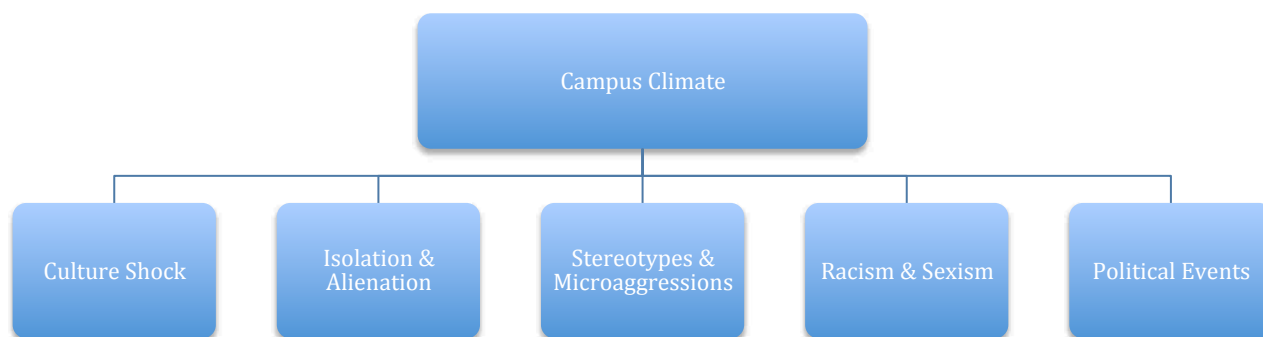 Campus Climate
Culture Shock
Isolation &
Alienation
Stereotypes &
Microaggressions
Racism & Sexism
Political Events